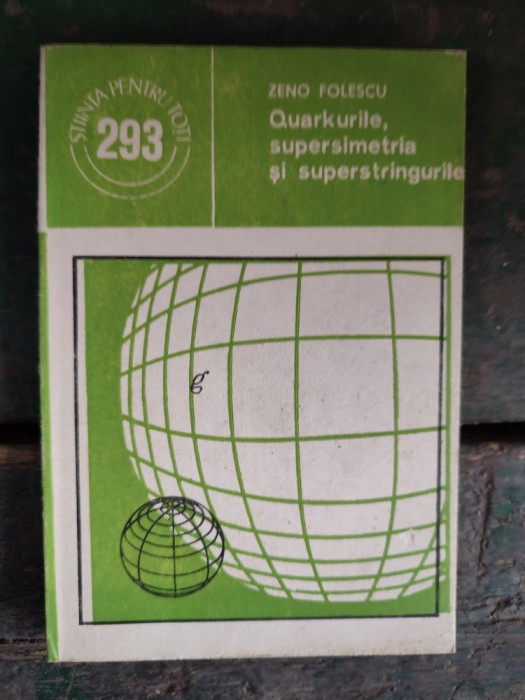 ȘTIINȚA PENTRU TOȚI
293
ZENO FOLESCU
Quarkurile,
supersimetria
și superstringurile
g